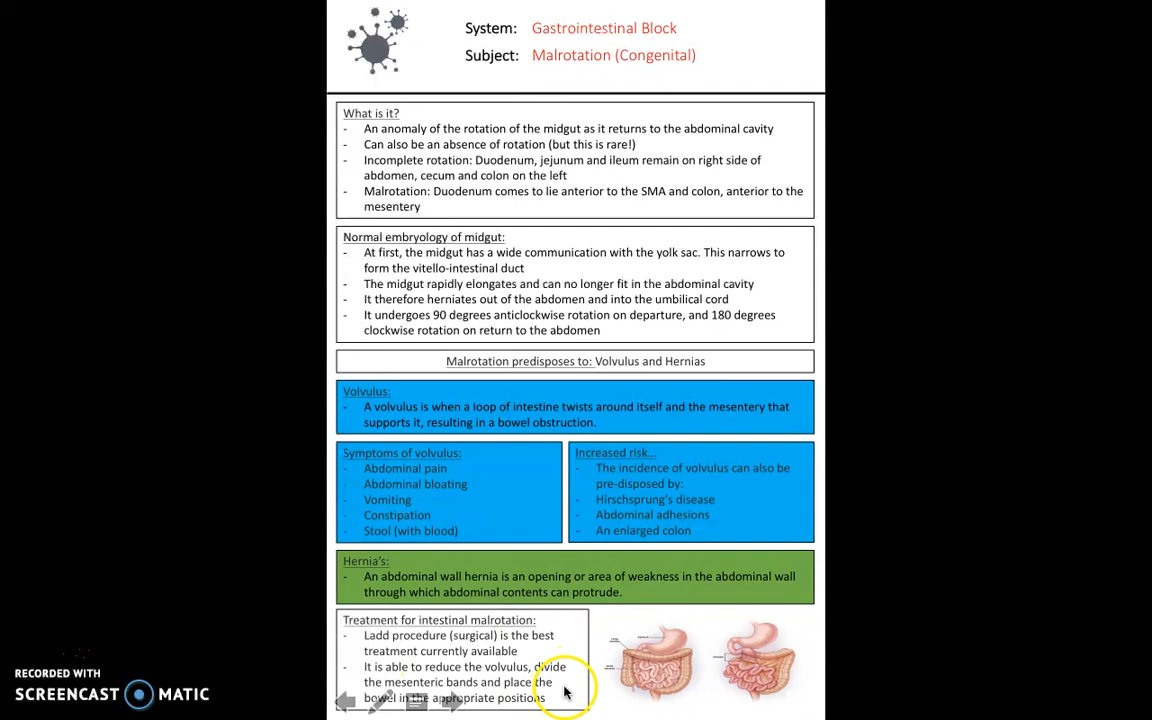 System: Gastrointestinal Block
Subject: Malrotation (Congenital)
What is it?
- An anomaly of the rotation of the midgut as it returns to the abdominal cavity
- Can also be an absence of rotation (but this is rare!)
- Incomplete rotation: Duodenum, jejunum and ileum remain on right side of
abdomen, cecum and colon on the left
- Malrotation: Duodenum comes to lie anterior to the SMA and colon, anterior to the
mesentery
Normal embryology of midgut:
- At first, the midgut has a wide communication with the yolk sac. This narrows to
form the vitello-intestinal duct
- The midgut rapidly elongates and can no longer fit in the abdominal cavity
- It therefore herniates out of the abdomen and into the umbilical cord
- It undergoes 90 degrees anticlockwise rotation on departure, and 180 degrees
clockwise rotation on return to the abdomen
Malrotation predisposes to: Volvulus and Hernias
Volvulus:
- A volvulus is when a loop of intestine twists around itself and the mesentery that
supports it, resulting in a bowel obstruction.
Symptoms of volvulus:
- Abdominal pain
- Abdominal bloating
- Vomiting
- Constipation
- Stool (with blood)
Increased risk...
- The incidence of volvulus can also be
pre-disposed by:
- Hirschsprung's disease
- Abdominal adhesions
- An enlarged colon
Hernia's:
- An abdominal wall hernia is an opening or area of weakness in the abdominal wall
through which abdominal contents can protrude.
Treatment for intestinal malrotation:
- Ladd procedure (surgical) is the best
treatment currently available
- It is able to reduce the volvulus, divide
the mesenteric bands and place the
bowel in the appropriate positions
RECORDED WITH
SCREENCAST MATIC